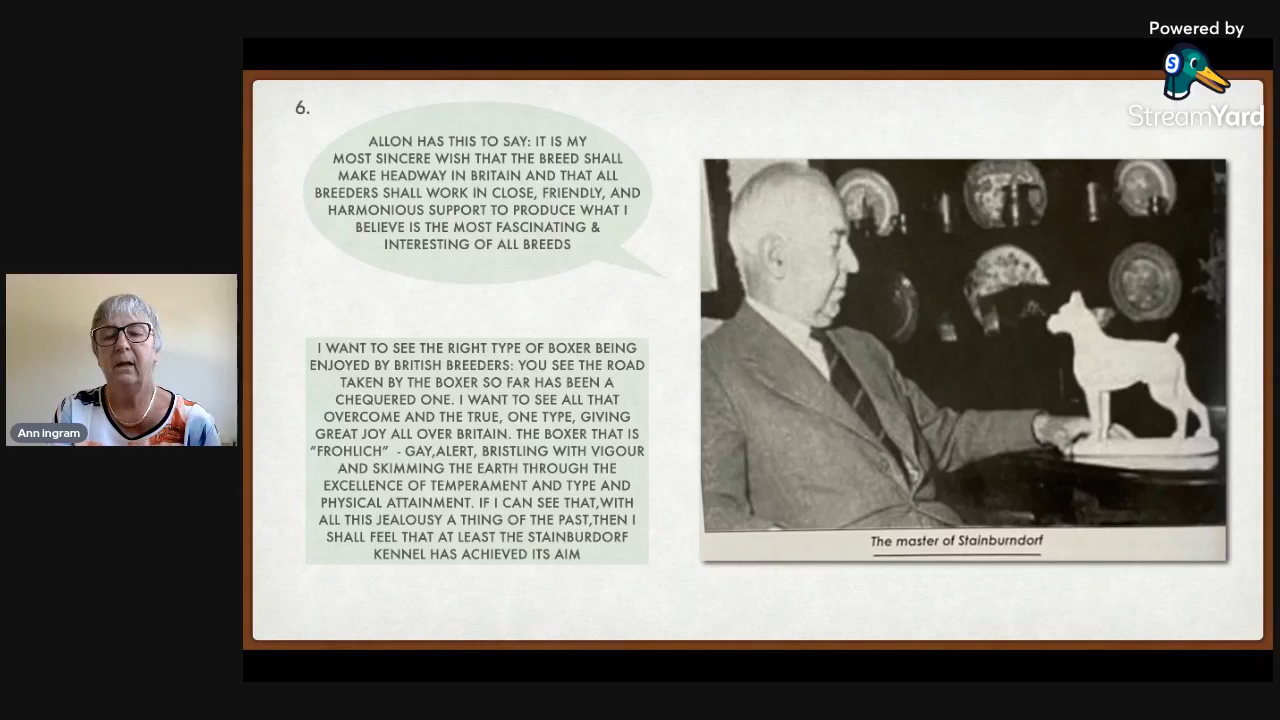 Powered by
StreamYard
6.
ALLON HAS THIS TO SAY: IT IS MY
MOST SINCERE WISH THAT THE BREED SHALL
MAKE HEADWAY IN BRITAIN AND THAT ALL
BREEDERS SHALL WORK IN CLOSE, FRIENDLY, AND
HARMONIOUS SUPPORT TO PRODUCE WHAT I
BELIEVE IS THE MOST FASCINATING &
INTERESTING OF ALL BREEDS
I WANT TO SEE THE RIGHT TYPE OF BOXER BEING
ENJOYED BY BRITISH BREEDERS: YOU SEE THE ROAD
TAKEN BY THE BOXER SO FAR HAS BEEN A
CHEQUERED ONE. I WANT TO SEE ALL THAT
OVERCOME AND THE TRUE, ONE TYPE, GIVING
GREAT JOY ALL OVER BRITAIN. THE BOXER THAT IS
“FROHLICH” - GAY,ALERT, BRISTLING WITH VIGOUR
AND SKIMMING THE EARTH THROUGH THE
EXCELLENCE OF TEMPERAMENT AND TYPE AND
PHYSICAL ATTAINMENT. IF I CAN SEE THAT,WITH
ALL THIS JEALOUSY A THING OF THE PAST,THEN I
SHALL FEEL THAT AT LEAST THE STAINBURDORF
KENNEL HAS ACHIEVED ITS AIM
The master of Stainburndorf
Ann ingram